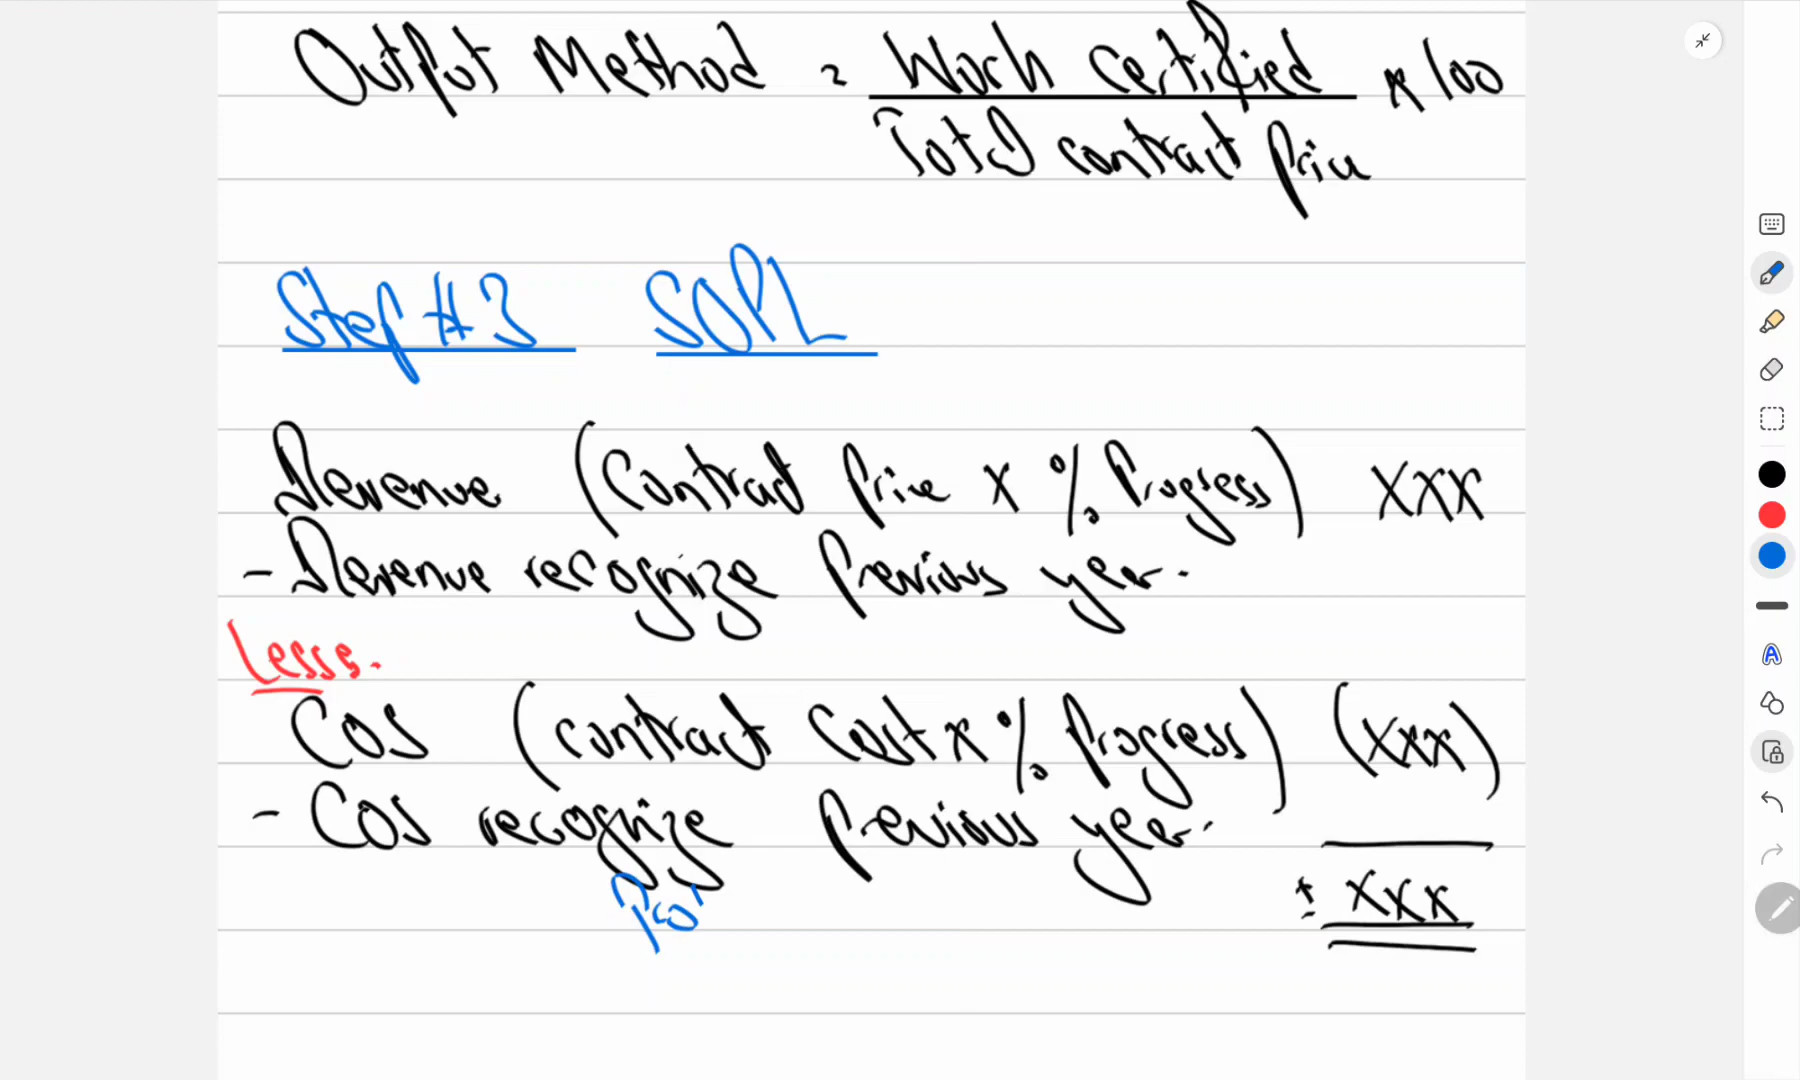 Output Method = Work certified x 100
Total contract Price
Step # 3 SOPL
Revenue (Contract Price x % Progress) XXX
- Revenue recognize Previous year.
Less.
COS (contract Cost x % Progress) (XXX)
- COS recognize Previous year.
± XXX